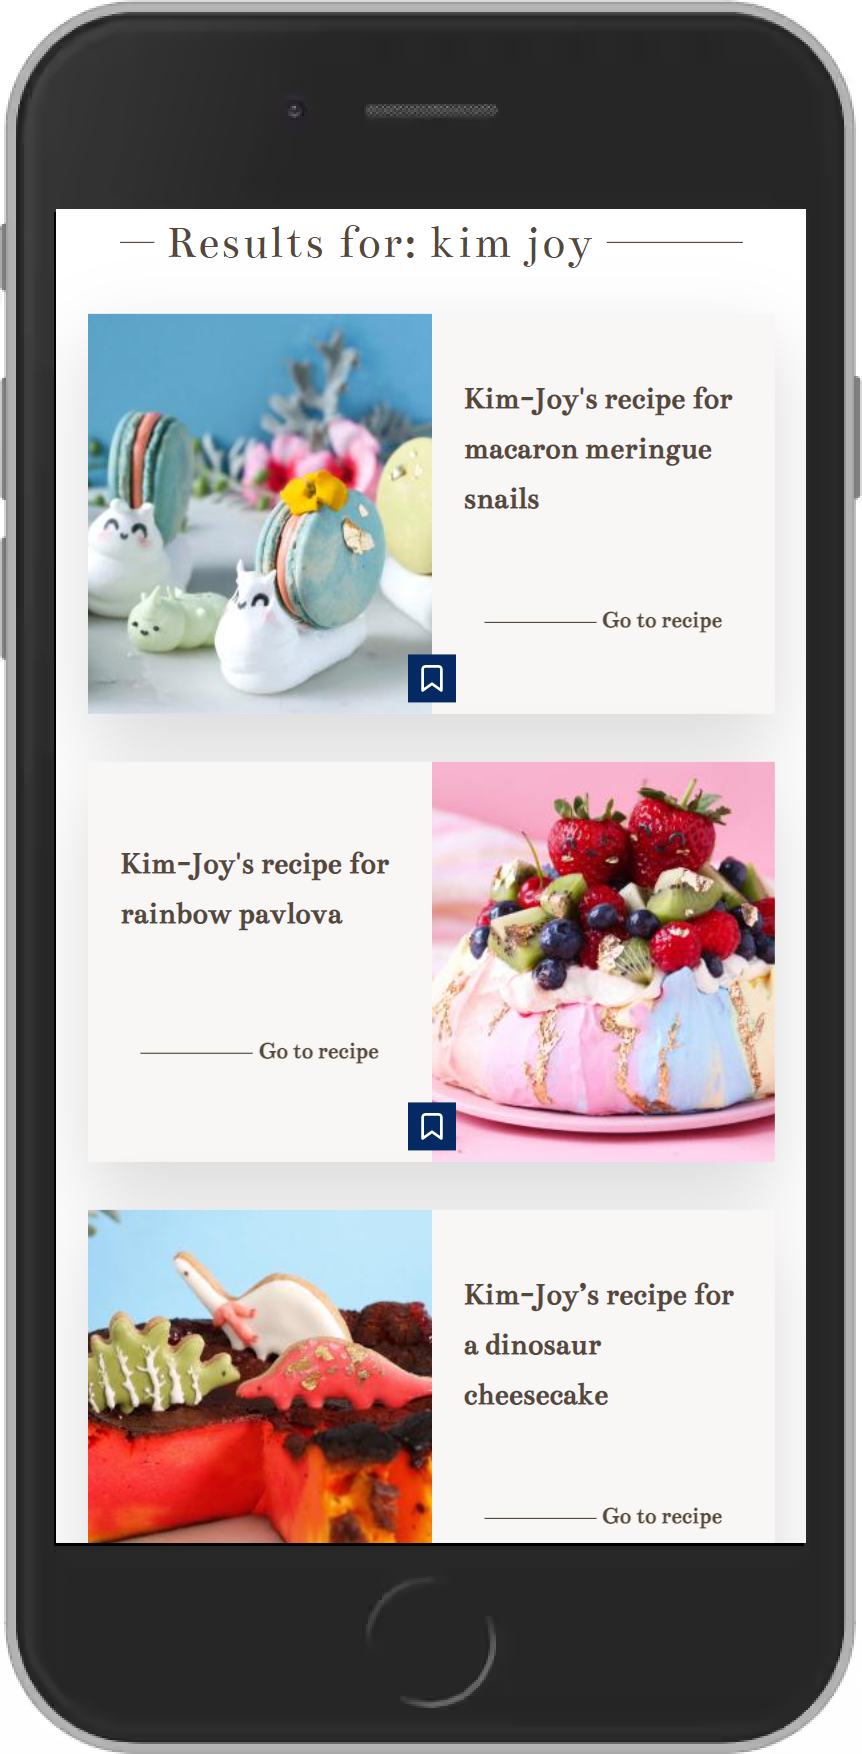 Results for: kim joy
Kim-Joy's recipe for
macaron meringue
snails
Go to recipe
Kim-Joy's recipe for
rainbow pavlova
Go to recipe
Kim-Joy’s recipe for
a dinosaur
cheesecake
Go to recipe